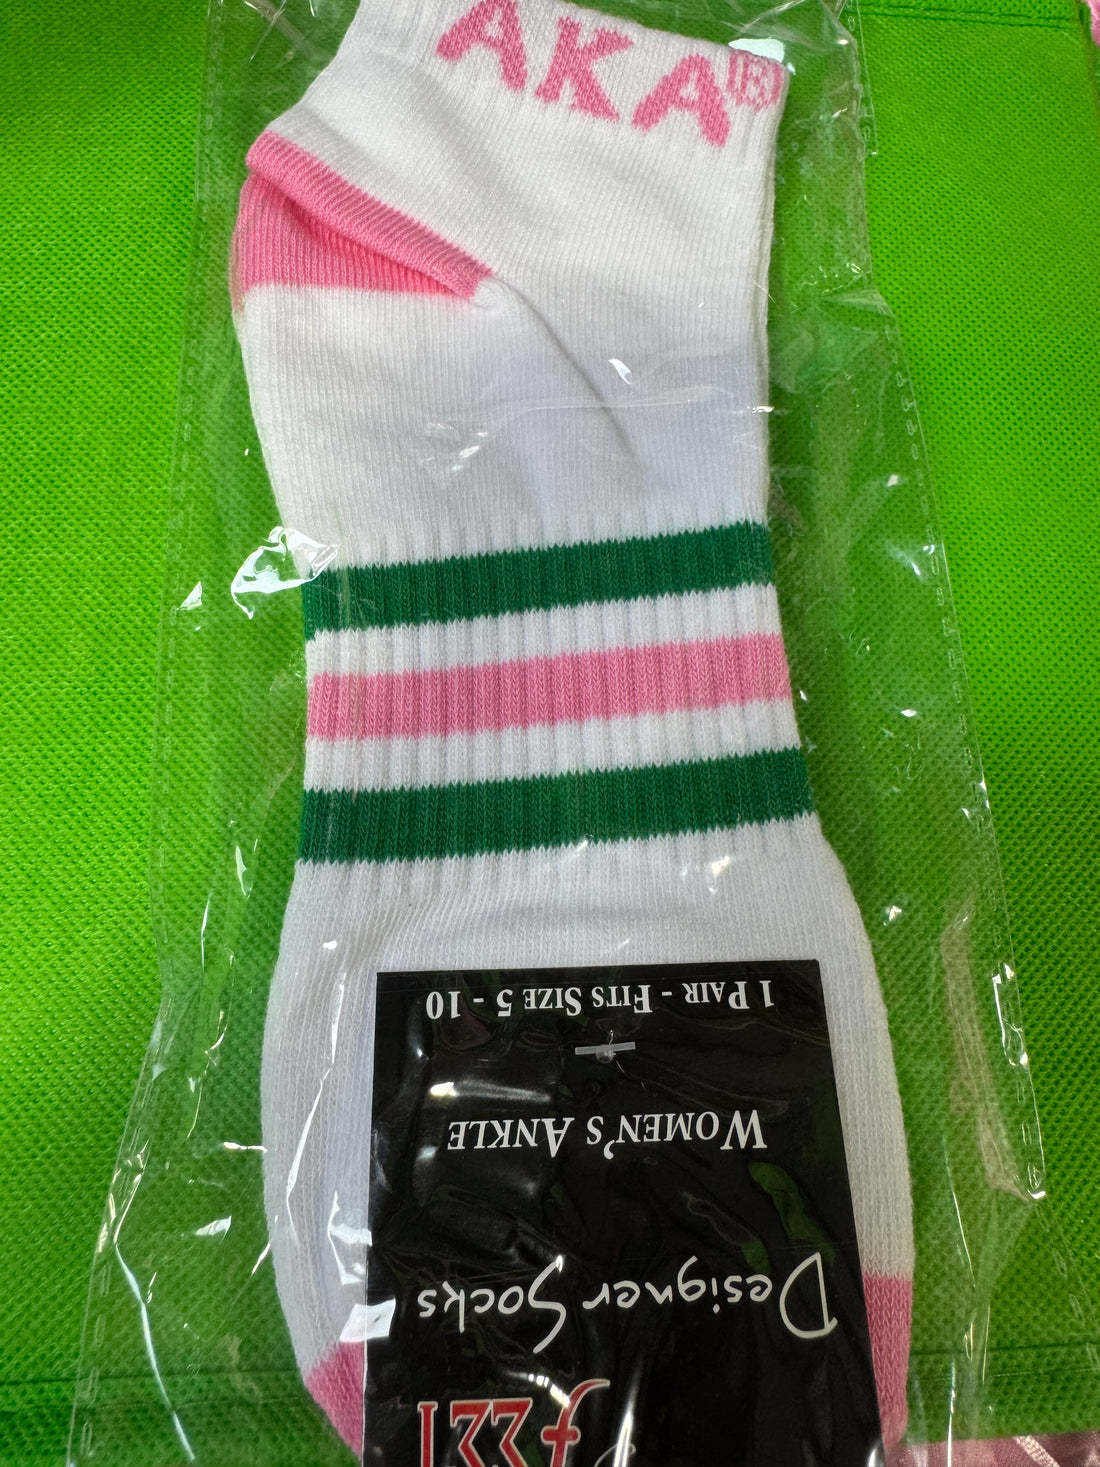 AKA®
1 PAIR - FITS SIZE 5 - 10
WOMEN'S ANKLE
Designer Socks